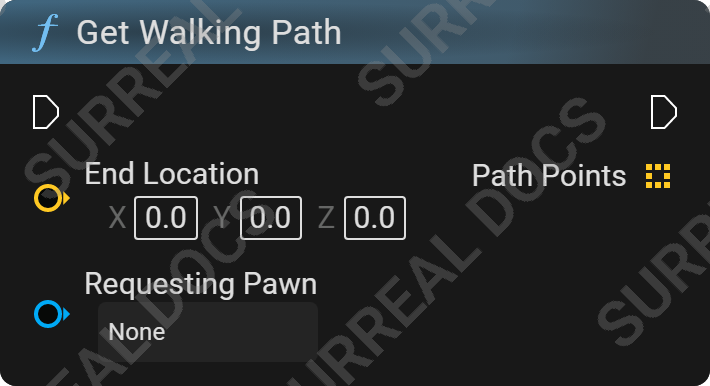 f Get Walking Path
End Location
Path Points
X 0.0 Y 0.0 Z 0.0
Requesting Pawn
None
SURREAL DOCS
SURREAL DOCS
SURREAL DOCS
SURREAL DOCS